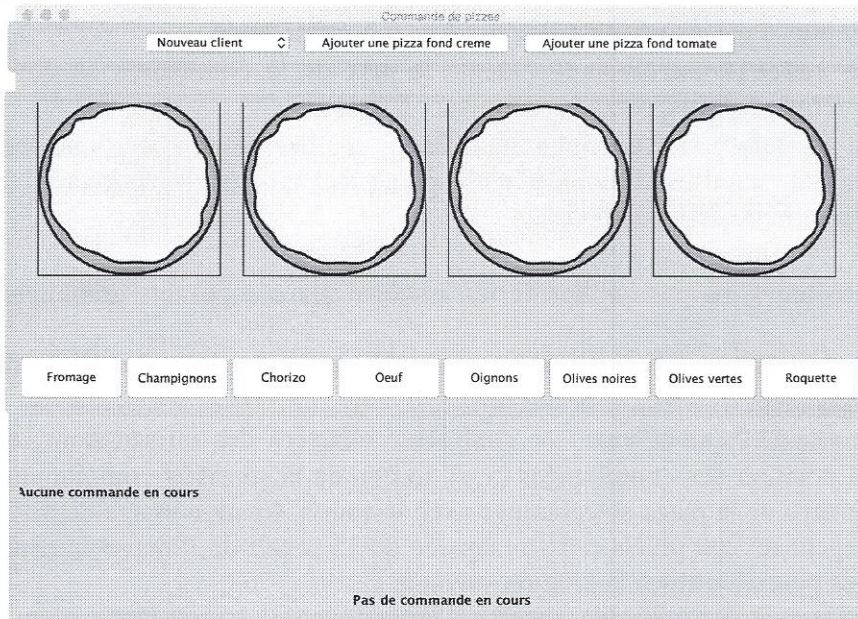 Commande de pizzas
Nouveau client Ajouter une pizza fond creme Ajouter une pizza fond tomate
Fromage Champignons Chorizo Oeuf Oignons Olives noires Olives vertes Roquette
Aucune commande en cours
Pas de commande en cours